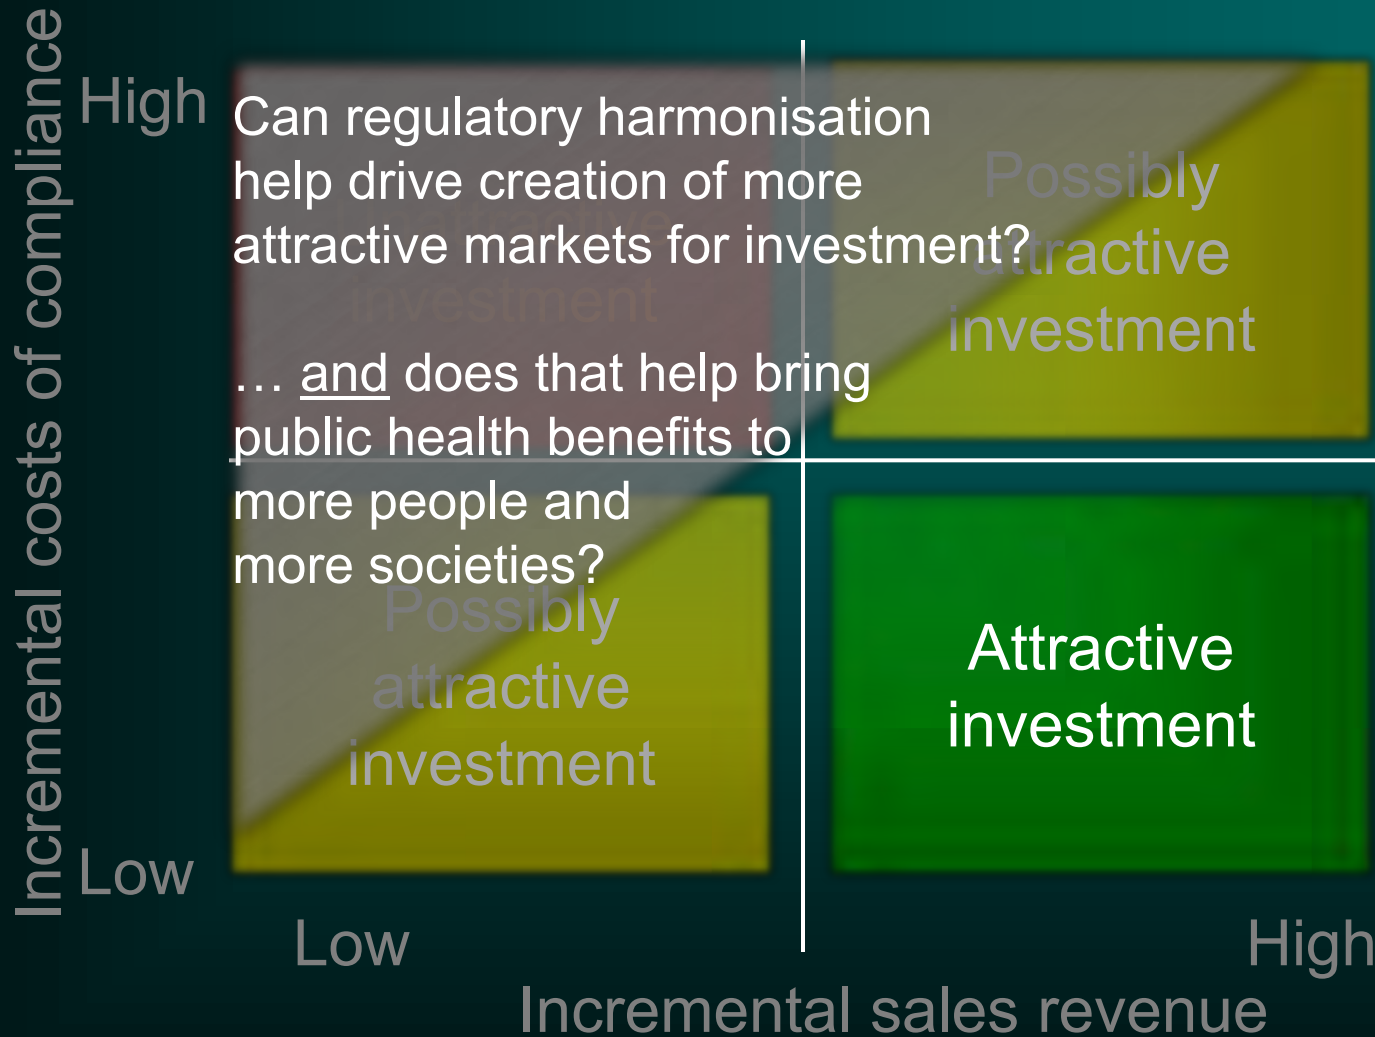 Incremental costs of compliance
High
Can regulatory harmonisation
help drive creation of more
attractive markets for investment?
… and does that help bring
public health benefits to
more people and
more societies?
investment
Possibly
attractive
investment
Possibly
attractive
investment
Attractive
investment
Low
Low
High
Incremental sales revenue